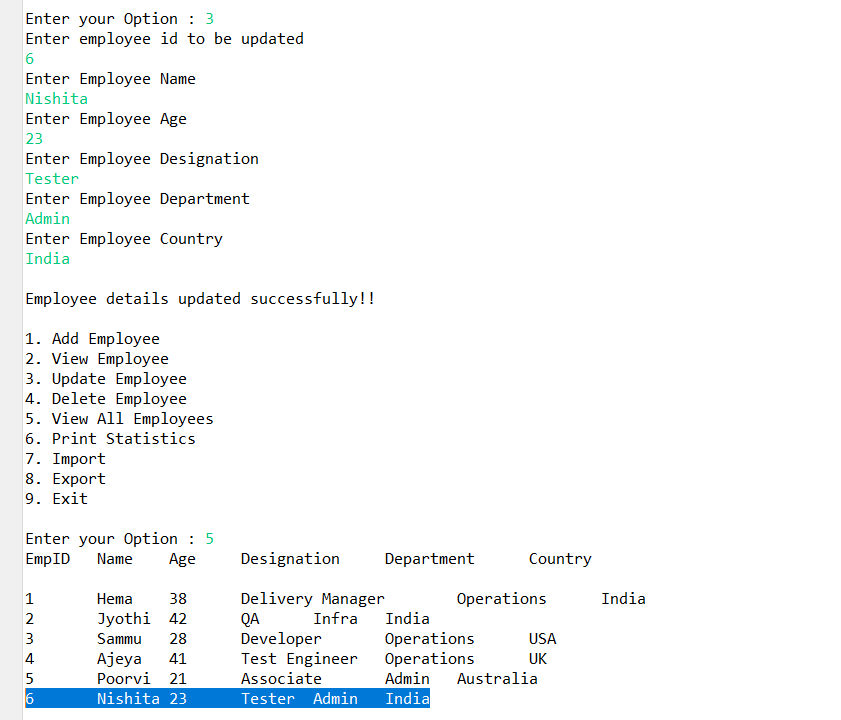 Enter your Option : 3
Enter employee id to be updated
6
Enter Employee Name
Nishita
Enter Employee Age
23
Enter Employee Designation
Tester
Enter Employee Department
Admin
Enter Employee Country
India
Employee details updated successfully!!
1. Add Employee
2. View Employee
3. Update Employee
4. Delete Employee
5. View All Employees
6. Print Statistics
7. Import
8. Export
9. Exit
Enter your Option : 5
EmpID   Name    Age     Designation     Department      Country
1       Hema    38      Delivery Manager        Operations      India
2       Jyothi  42      QA      Infra   India
3       Sammu   28      Developer       Operations      USA
4       Ajeya   41      Test Engineer   Operations      UK
5       Poorvi  21      Associate       Admin   Australia
6       Nishita 23      Tester  Admin   India